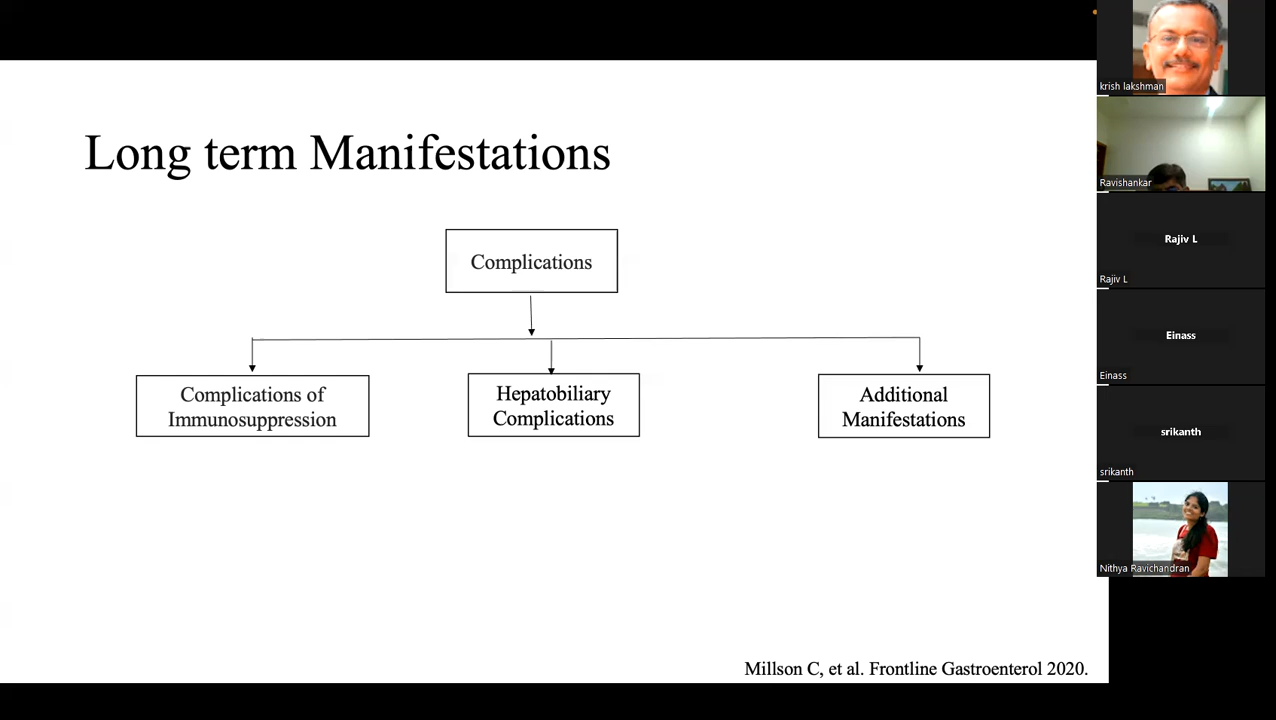 Long term Manifestations
Complications
Complications of
Immunosuppression
Hepatobiliary
Complications
Additional
Manifestations
Millson C, et al. Frontline Gastroenterol 2020.
krish lakshman
Ravishankar
Rajiv L
Rajiv L
Einass
Einass
srikanth
srikanth
Nithya Ravichandran